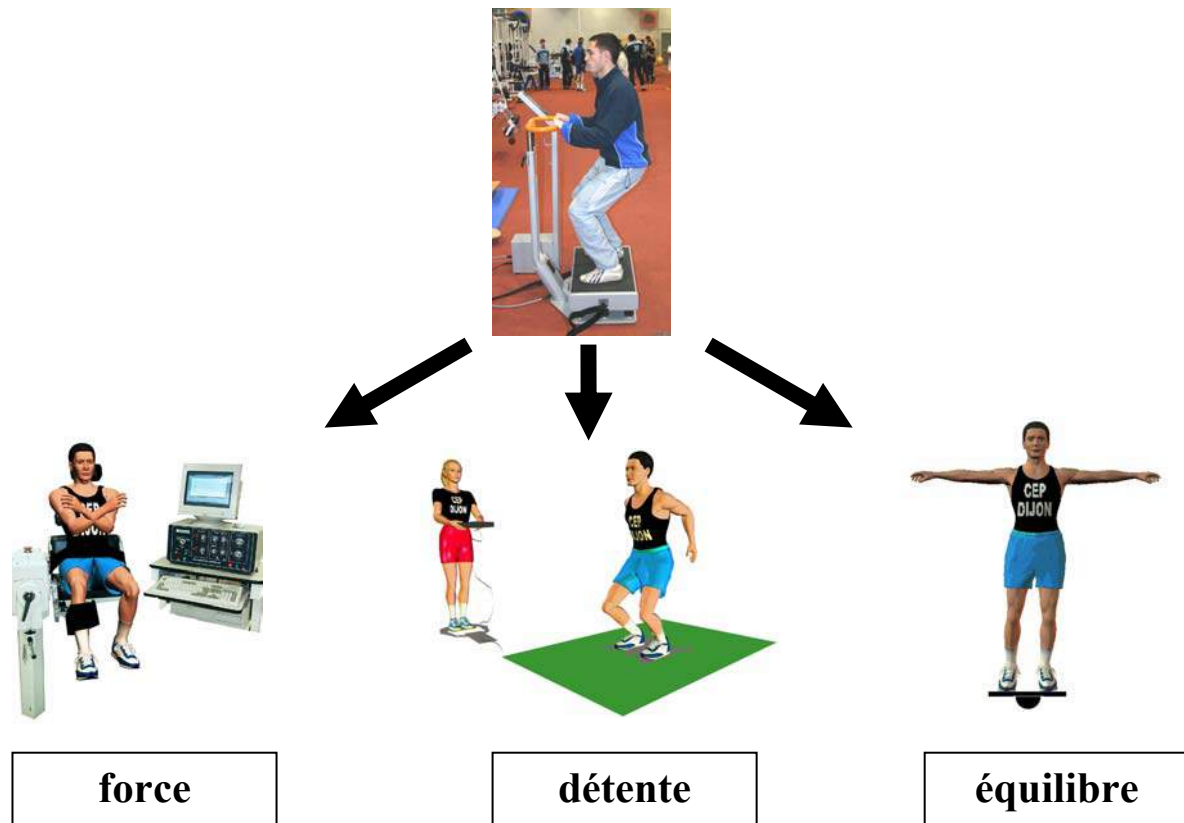 CEP
DIJON
CEP
DIJON
CEP
DIJON
force
détente
équilibre